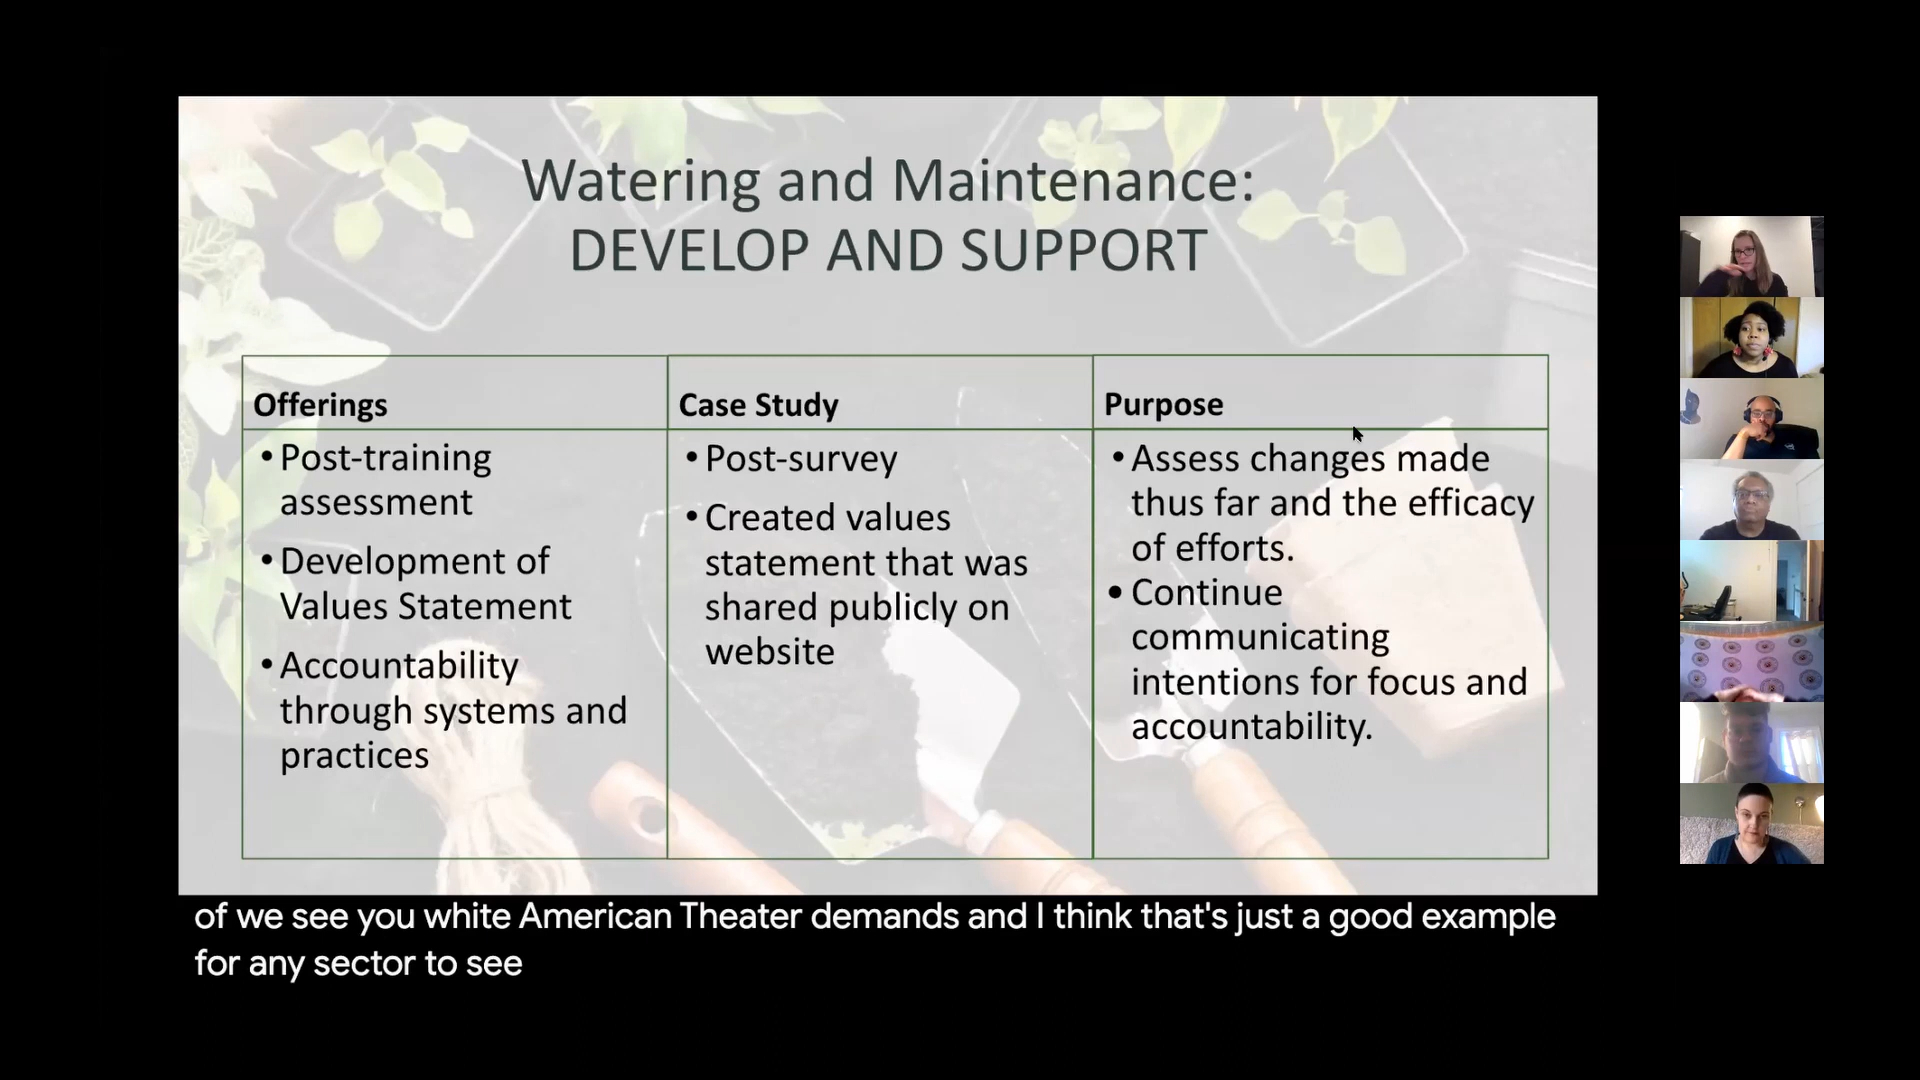 Watering and Maintenance:
DEVELOP AND SUPPORT
Offerings
• Post-training
assessment
• Development of
Values Statement
• Accountability
through systems and
practices
Case Study
• Post-survey
• Created values
statement that was
shared publicly on
website
Purpose
• Assess changes made
thus far and the efficacy
of efforts.
• Continue
communicating
intentions for focus and
accountability.
of we see you white American Theater demands and I think that's just a good example
for any sector to see